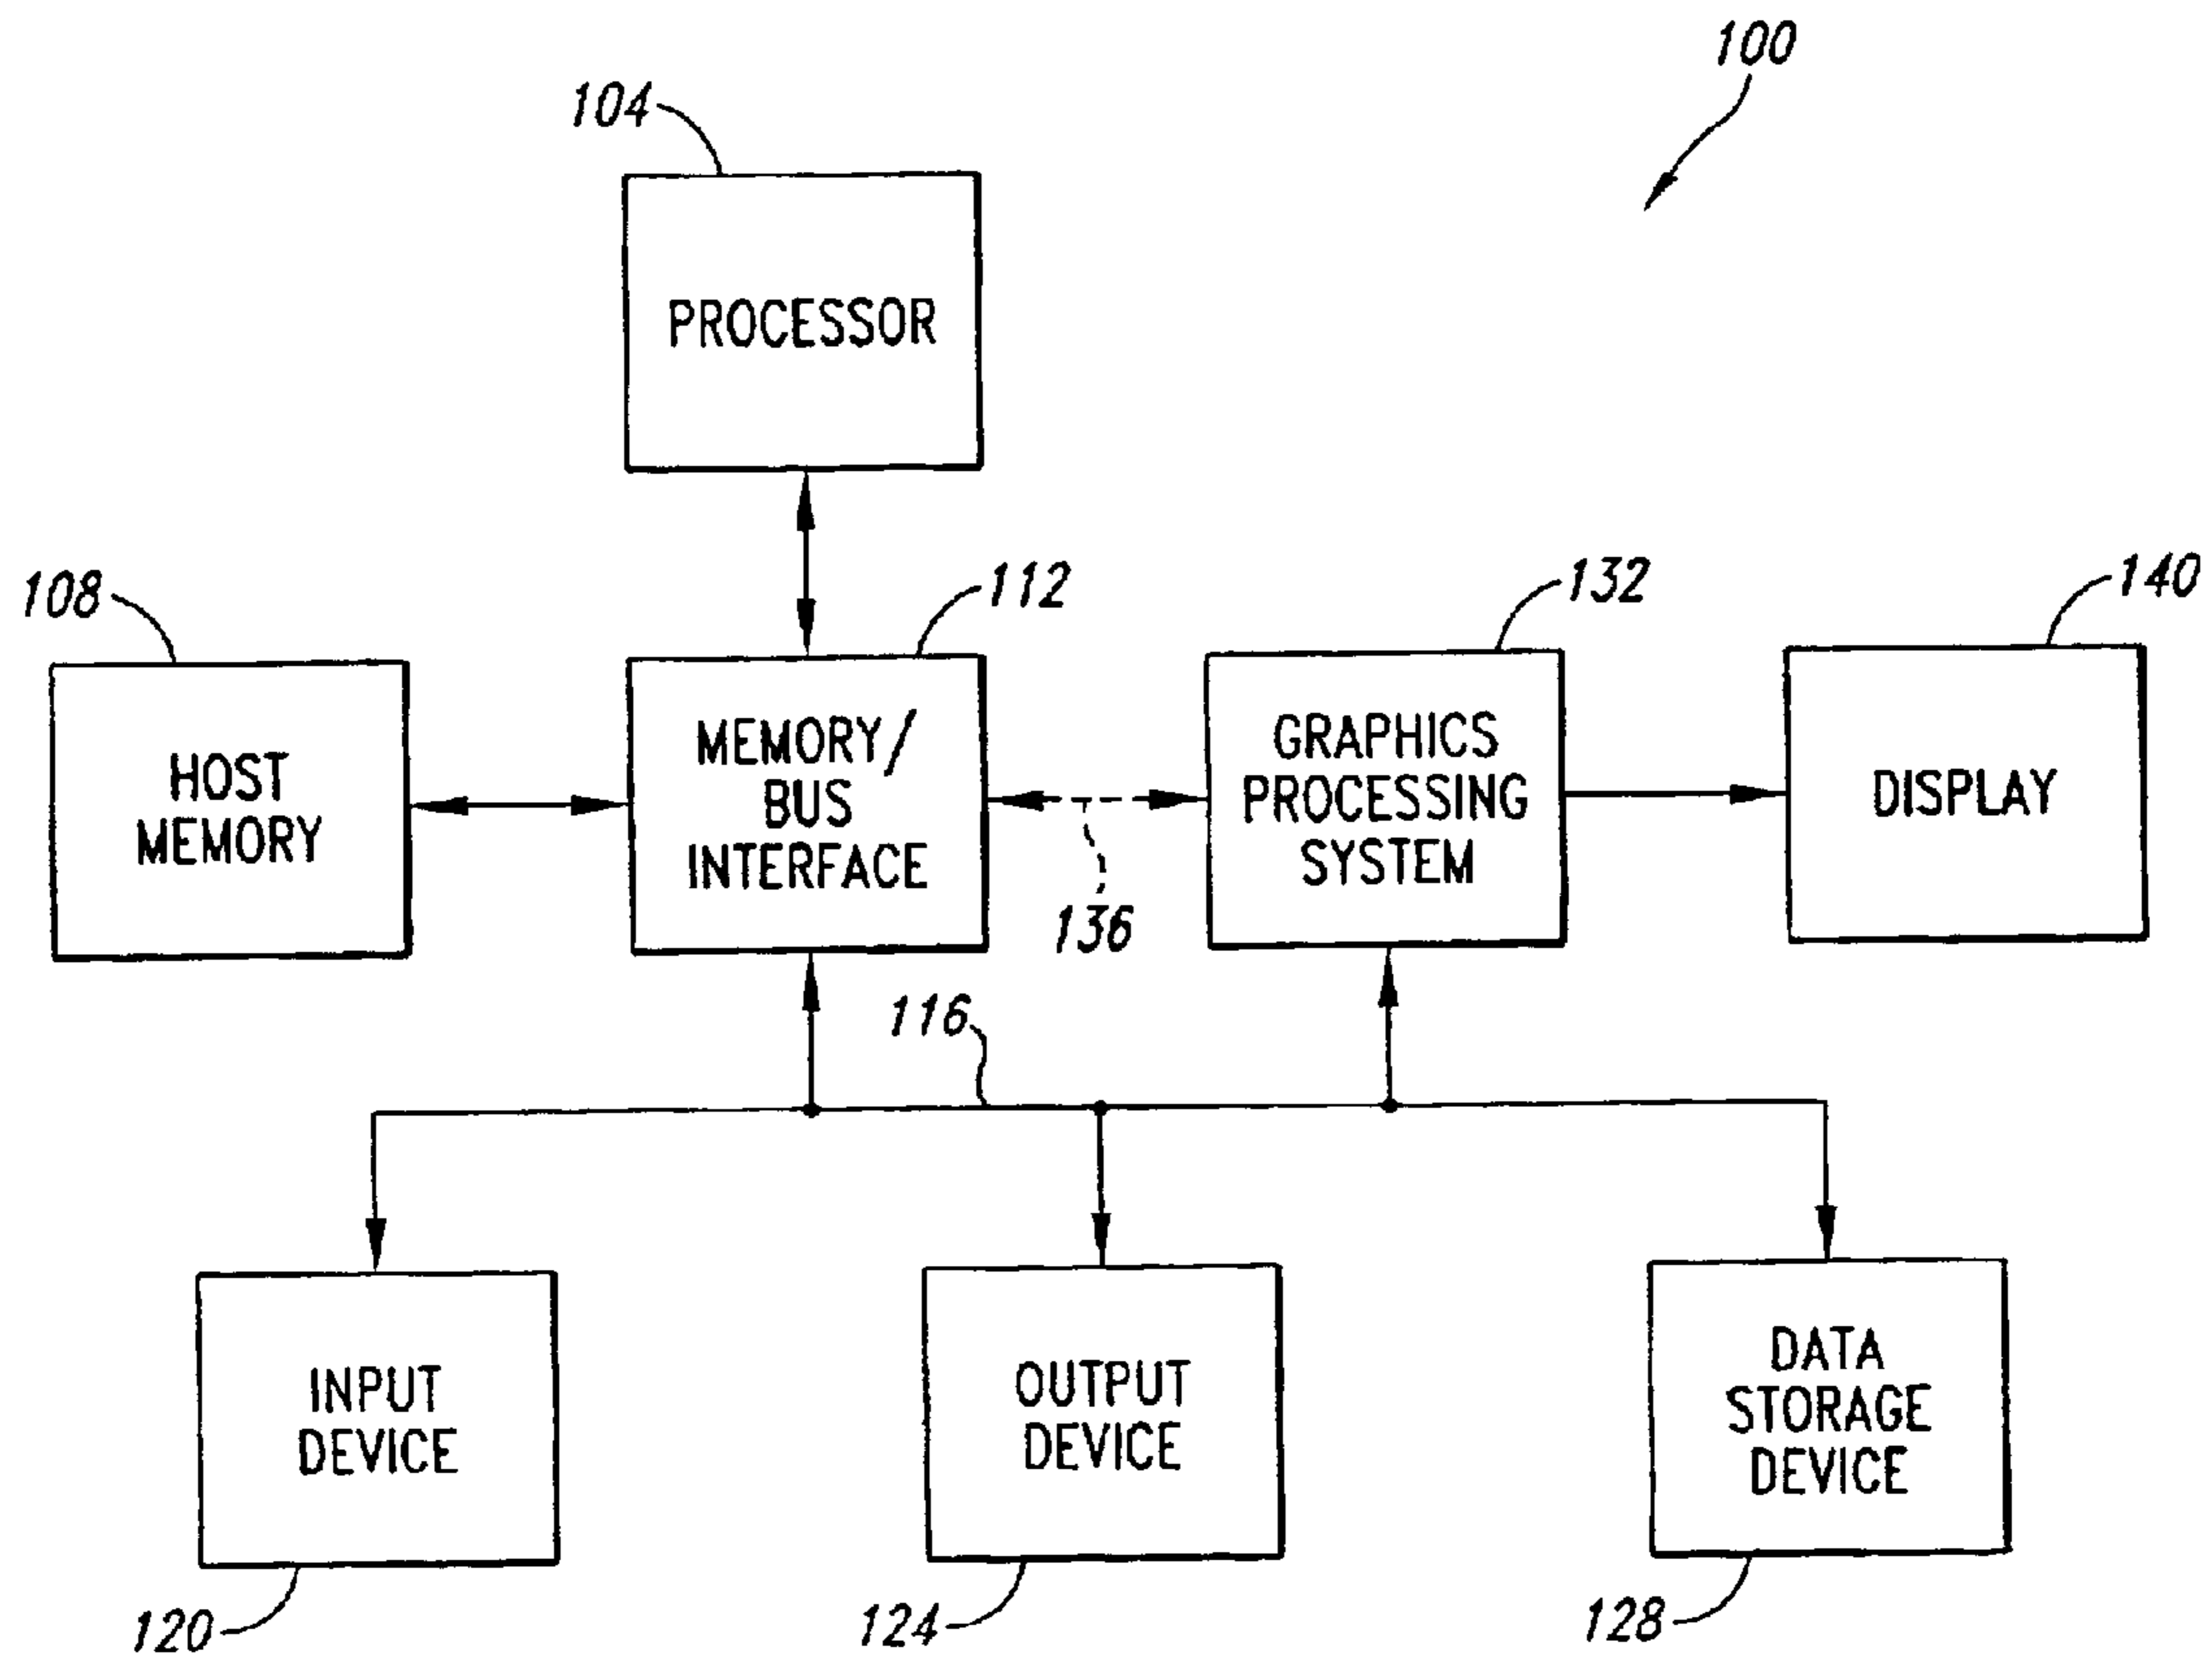 100
104
PROCESSOR
108
112
132
140
HOST
MEMORY
MEMORY/
BUS
INTERFACE
GRAPHICS
PROCESSING
SYSTEM
DISPLAY
136
116
INPUT
DEVICE
OUTPUT
DEVICE
DATA
STORAGE
DEVICE
120
124
128